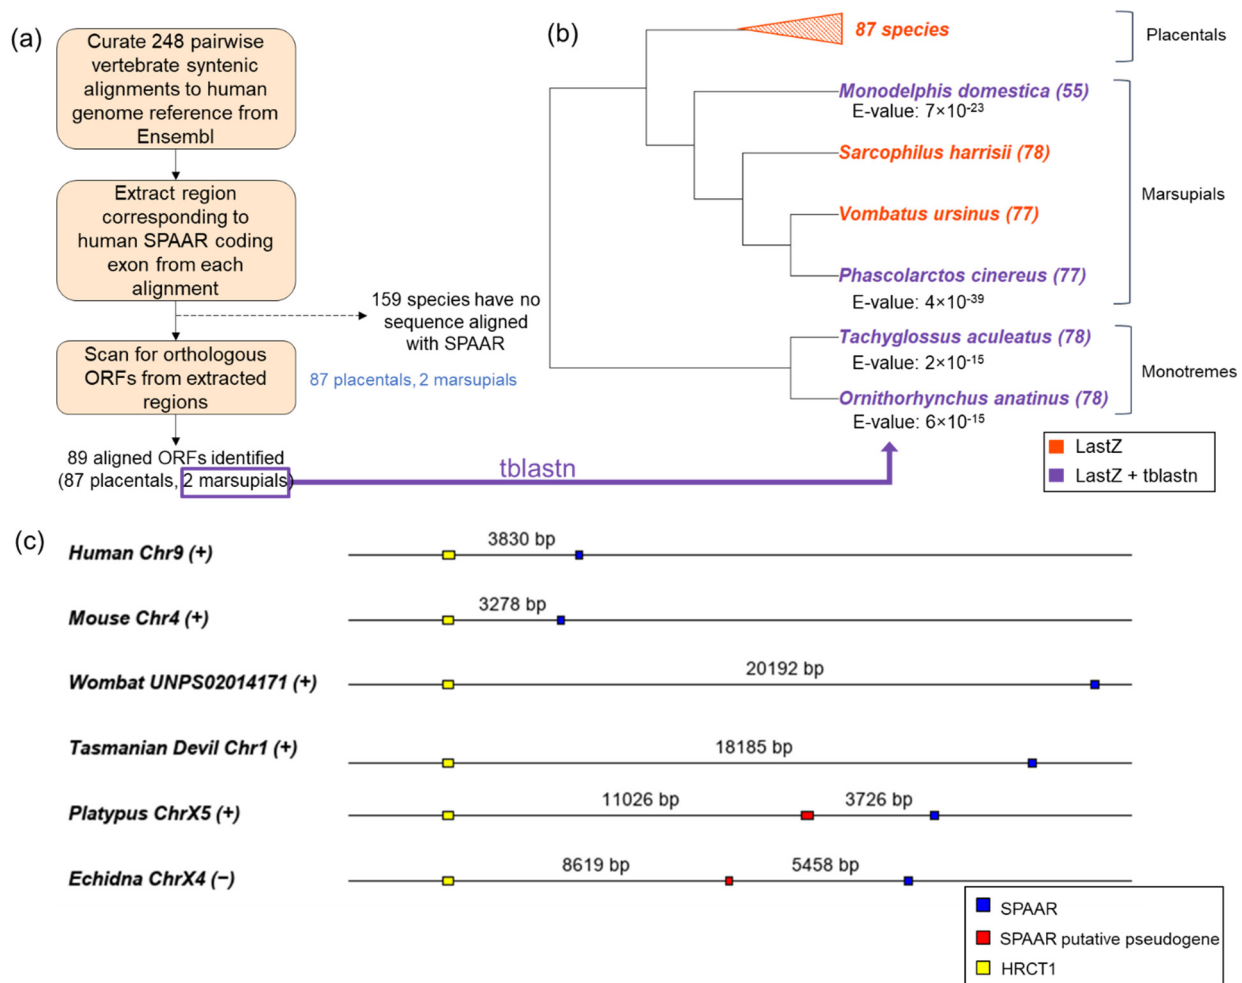 (a)
Curate 248 pairwise
vertebrate syntenic
alignments to human
genome reference from
Ensembl
Extract region
corresponding to
human SPAAR coding
exon from each
alignment
159 species have no
sequence aligned
with SPAAR
Scan for orthologous
ORFs from extracted
regions
87 placentals, 2 marsupials
89 aligned ORFs identified
(87 placentals, 2 marsupials)
tblastn
(b)
87 species
Placentals
Monodelphis domestica (55)
E-value: 7×10-23
Sarcophilus harrisii (78)
Marsupials
Vombatus ursinus (77)
Phascolarctos cinereus (77)
E-value: 4×10-39
Tachyglossus aculeatus (78)
E-value: 2×10-15
Monotremes
Ornithorhynchus anatinus (78)
E-value: 6×10-15
LastZ
LastZ + tblastn
(c)
Human Chr9 (+)
3830 bp
Mouse Chr4 (+)
3278 bp
Wombat UNPS02014171 (+)
20192 bp
Tasmanian Devil Chr1 (+)
18185 bp
Platypus ChrX5 (+)
11026 bp
3726 bp
Echidna ChrX4 (−)
8619 bp
5458 bp
SPAAR
SPAAR putative pseudogene
HRCT1